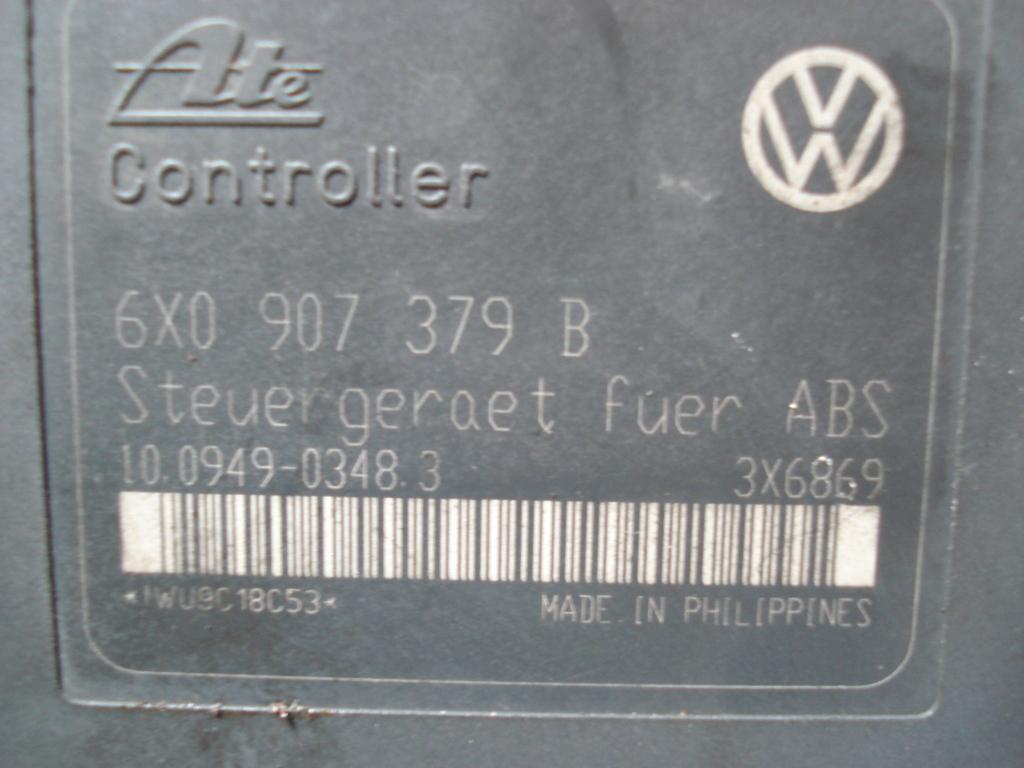 Ate
Controller
6X0 907 379 B
Steuergeraet fuer ABS
10.0949-0348.3 3X6869
MADE IN PHILIPPINES